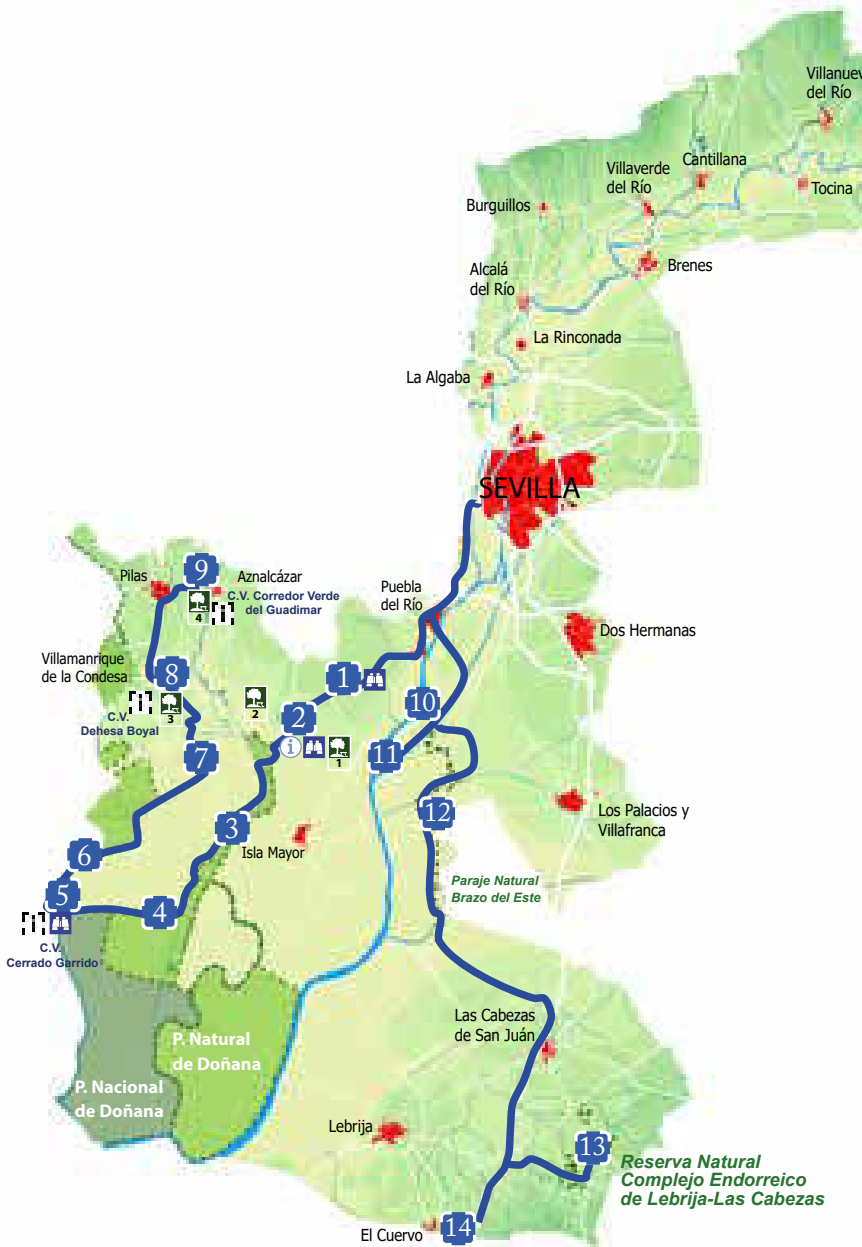 Villanuev
del Río
Cantillana
Villaverde
del Río
Tocina
Burguillos
Brenes
Alcalá
del Río
La Rinconada
La Algaba
SEVILLA
9
Pilas
Aznalcázar
C.V. Corredor Verde
del Guadimar
4
i
Puebla
del Río
Dos Hermanas
Villamanrique
de la Condesa
8
1
i
C.V.
Dehesa Boyal
3
2
2
10
i
1
7
11
12
Los Palacios y
Villafranca
3
Isla Mayor
6
Paraje Natural
Brazo del Este
5
4
i
C.V.
Cerrado Garrido
Las Cabezas
de San Juán
P. Natural
de Doñana
P. Nacional
de Doñana
Lebrija
13
Reserva Natural
Complejo Endorreico
de Lebrija-Las Cabezas
El Cuervo
14